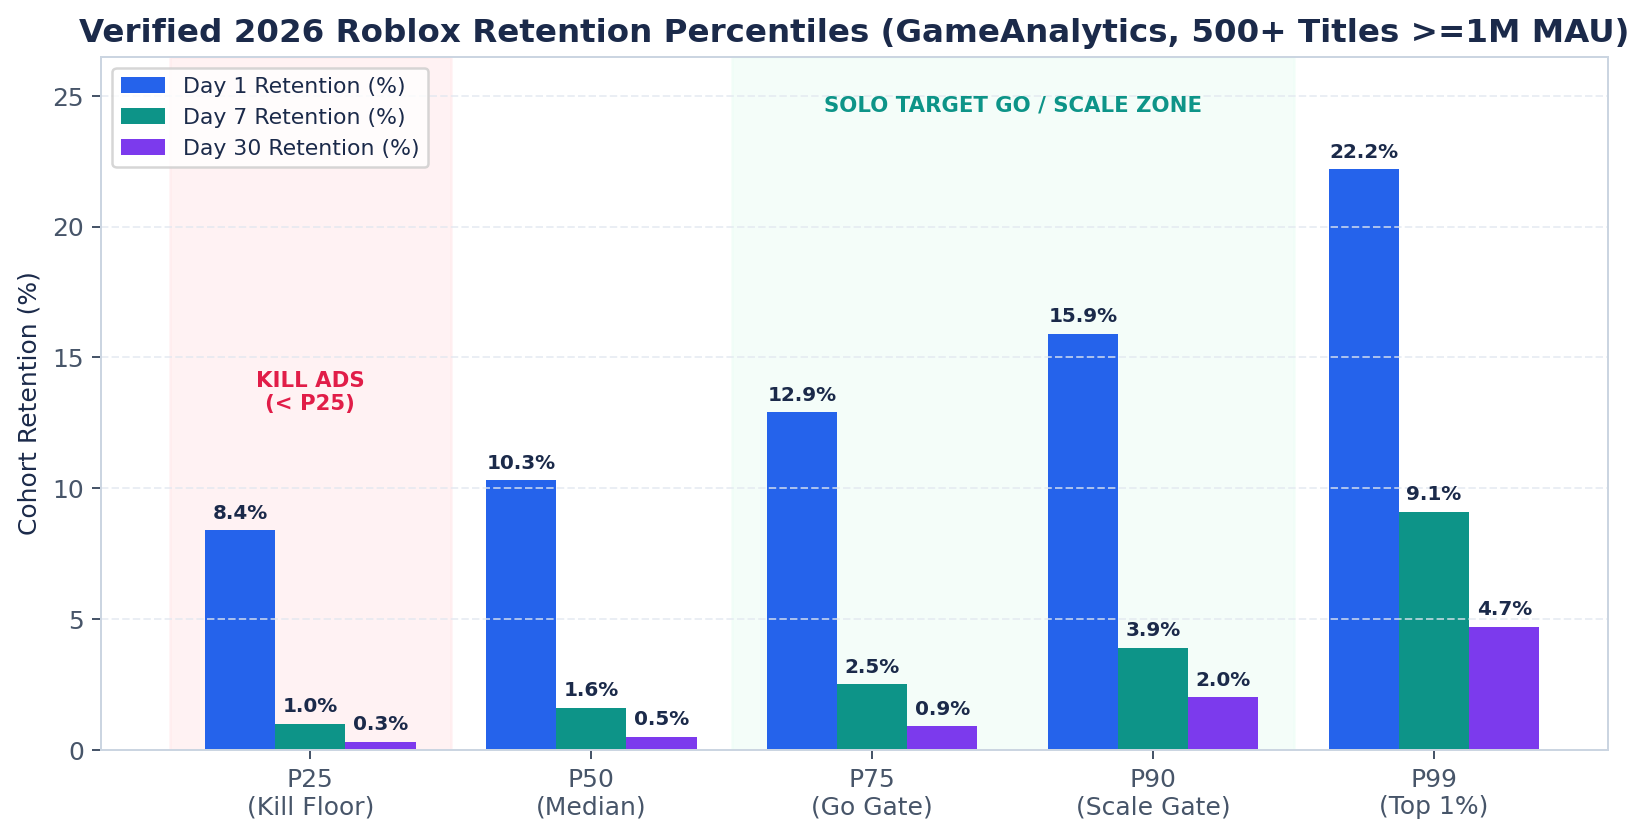 Verified 2026 Roblox Retention Percentiles (GameAnalytics, 500+ Titles >=1M MAU)
Day 1 Retention (%)
Day 7 Retention (%)
Day 30 Retention (%)
SOLO TARGET GO / SCALE ZONE
KILL ADS
(< P25)
Cohort Retention (%)
25
20
15
10
5
0
8.4%
1.0%
0.3%
10.3%
1.6%
0.5%
12.9%
2.5%
0.9%
15.9%
3.9%
2.0%
22.2%
9.1%
4.7%
P25
(Kill Floor)
P50
(Median)
P75
(Go Gate)
P90
(Scale Gate)
P99
(Top 1%)